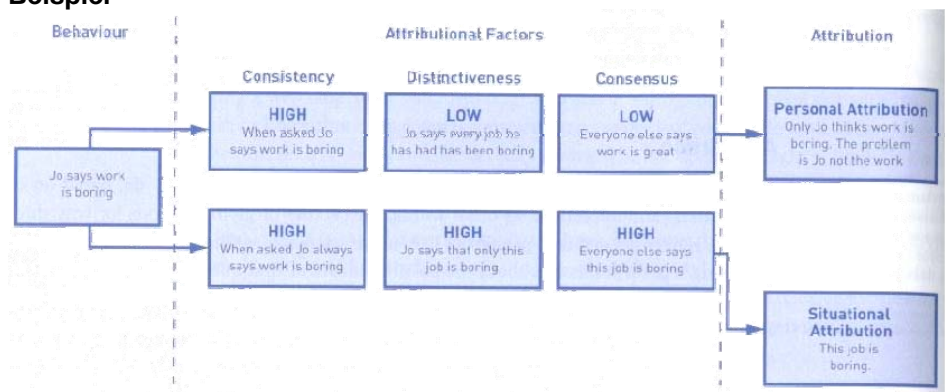 Beispiel
Behaviour
Attributional Factors
Attribution
Consistency
Distinctiveness
Consensus
HIGH
When asked Jo
says work is boring
LOW
Jo says every job he
has had has been boring
LOW
Everyone else says
work is great
Personal Attribution
Only Jo thinks work is
boring. The problem
is Jo not the work
Jo says work
is boring
HIGH
When asked Jo always
says work is boring
HIGH
Jo says that only this
job is boring
HIGH
Everyone else says
this job is boring
Situational
Attribution
This job is
boring.